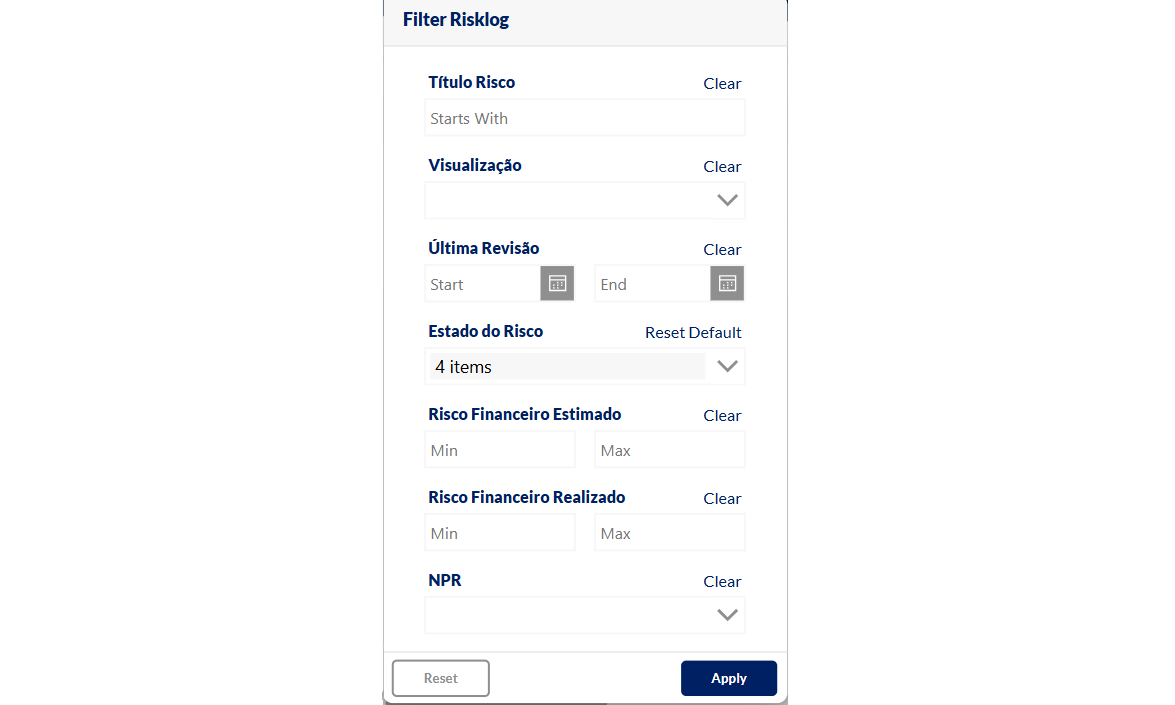 Filter Risklog
Título Risco Clear
Starts With
Visualização Clear
Última Revisão Clear
Start End
Estado do Risco Reset Default
4 items
Risco Financeiro Estimado Clear
Min Max
Risco Financeiro Realizado Clear
Min Max
NPR Clear
Reset Apply